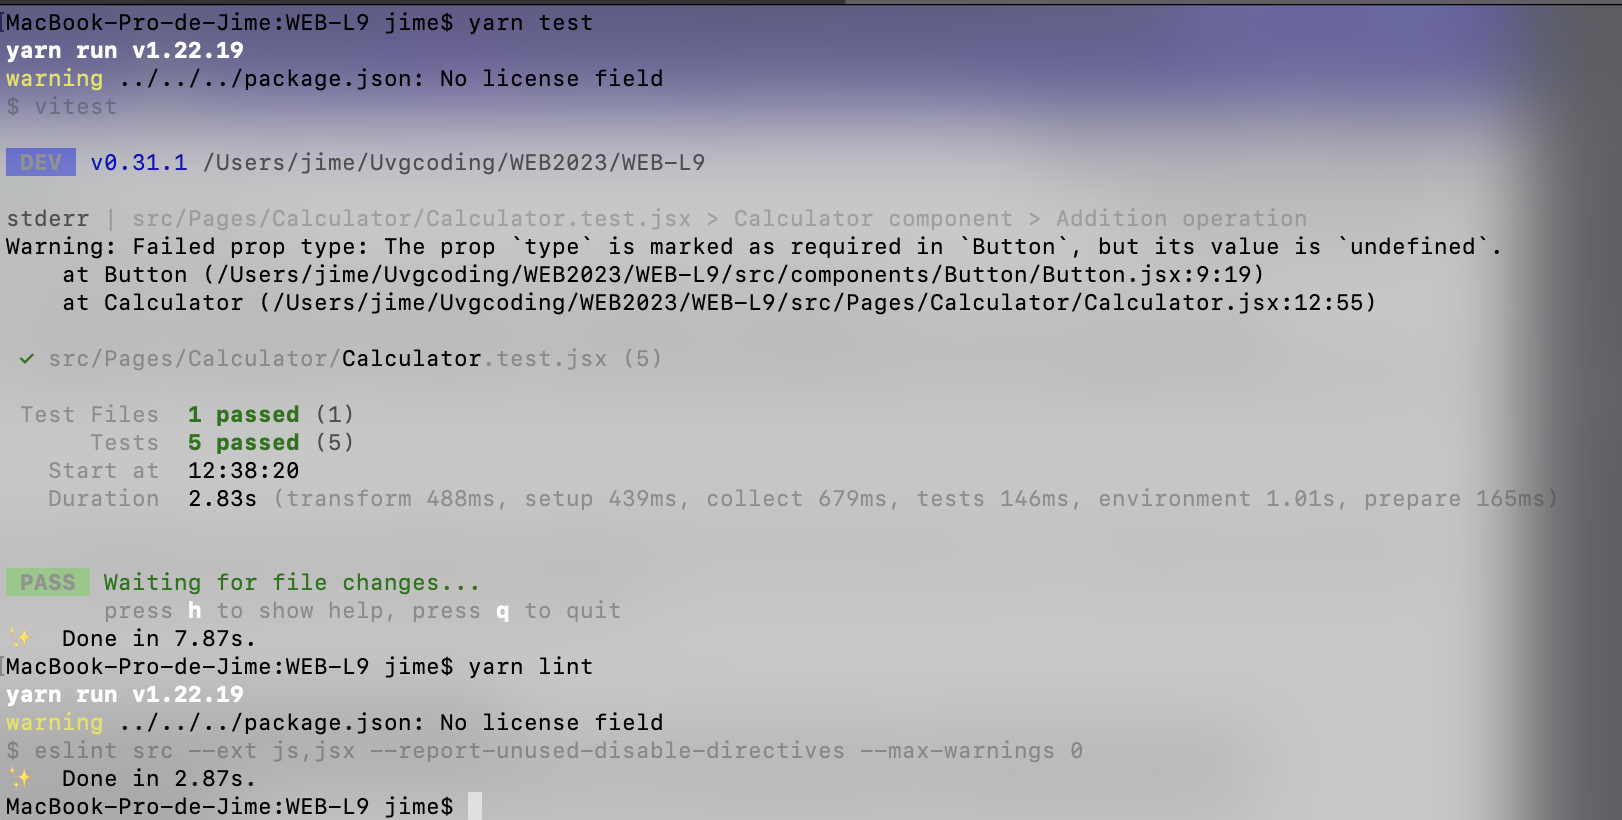 [MacBook-Pro-de-Jime:WEB-L9 jime$ yarn test
yarn run v1.22.19
warning ../../../package.json: No license field
$ vitest
DEV v0.31.1 /Users/jime/Uvgcoding/WEB2023/WEB-L9
stderr | src/Pages/Calculator/Calculator.test.jsx > Calculator component > Addition operation
Warning: Failed prop type: The prop `type` is marked as required in `Button`, but its value is `undefined`.
    at Button (/Users/jime/Uvgcoding/WEB2023/WEB-L9/src/components/Button/Button.jsx:9:19)
    at Calculator (/Users/jime/Uvgcoding/WEB2023/WEB-L9/src/Pages/Calculator/Calculator.jsx:12:55)
✓ src/Pages/Calculator/Calculator.test.jsx (5)
Test Files  1 passed (1)
Tests  5 passed (5)
Start at  12:38:20
Duration  2.83s (transform 488ms, setup 439ms, collect 679ms, tests 146ms, environment 1.01s, prepare 165ms)
PASS Waiting for file changes...
press h to show help, press q to quit
✨  Done in 7.87s.
[MacBook-Pro-de-Jime:WEB-L9 jime$ yarn lint
yarn run v1.22.19
warning ../../../package.json: No license field
$ eslint src --ext js,jsx --report-unused-disable-directives --max-warnings 0
✨  Done in 2.87s.
MacBook-Pro-de-Jime:WEB-L9 jime$